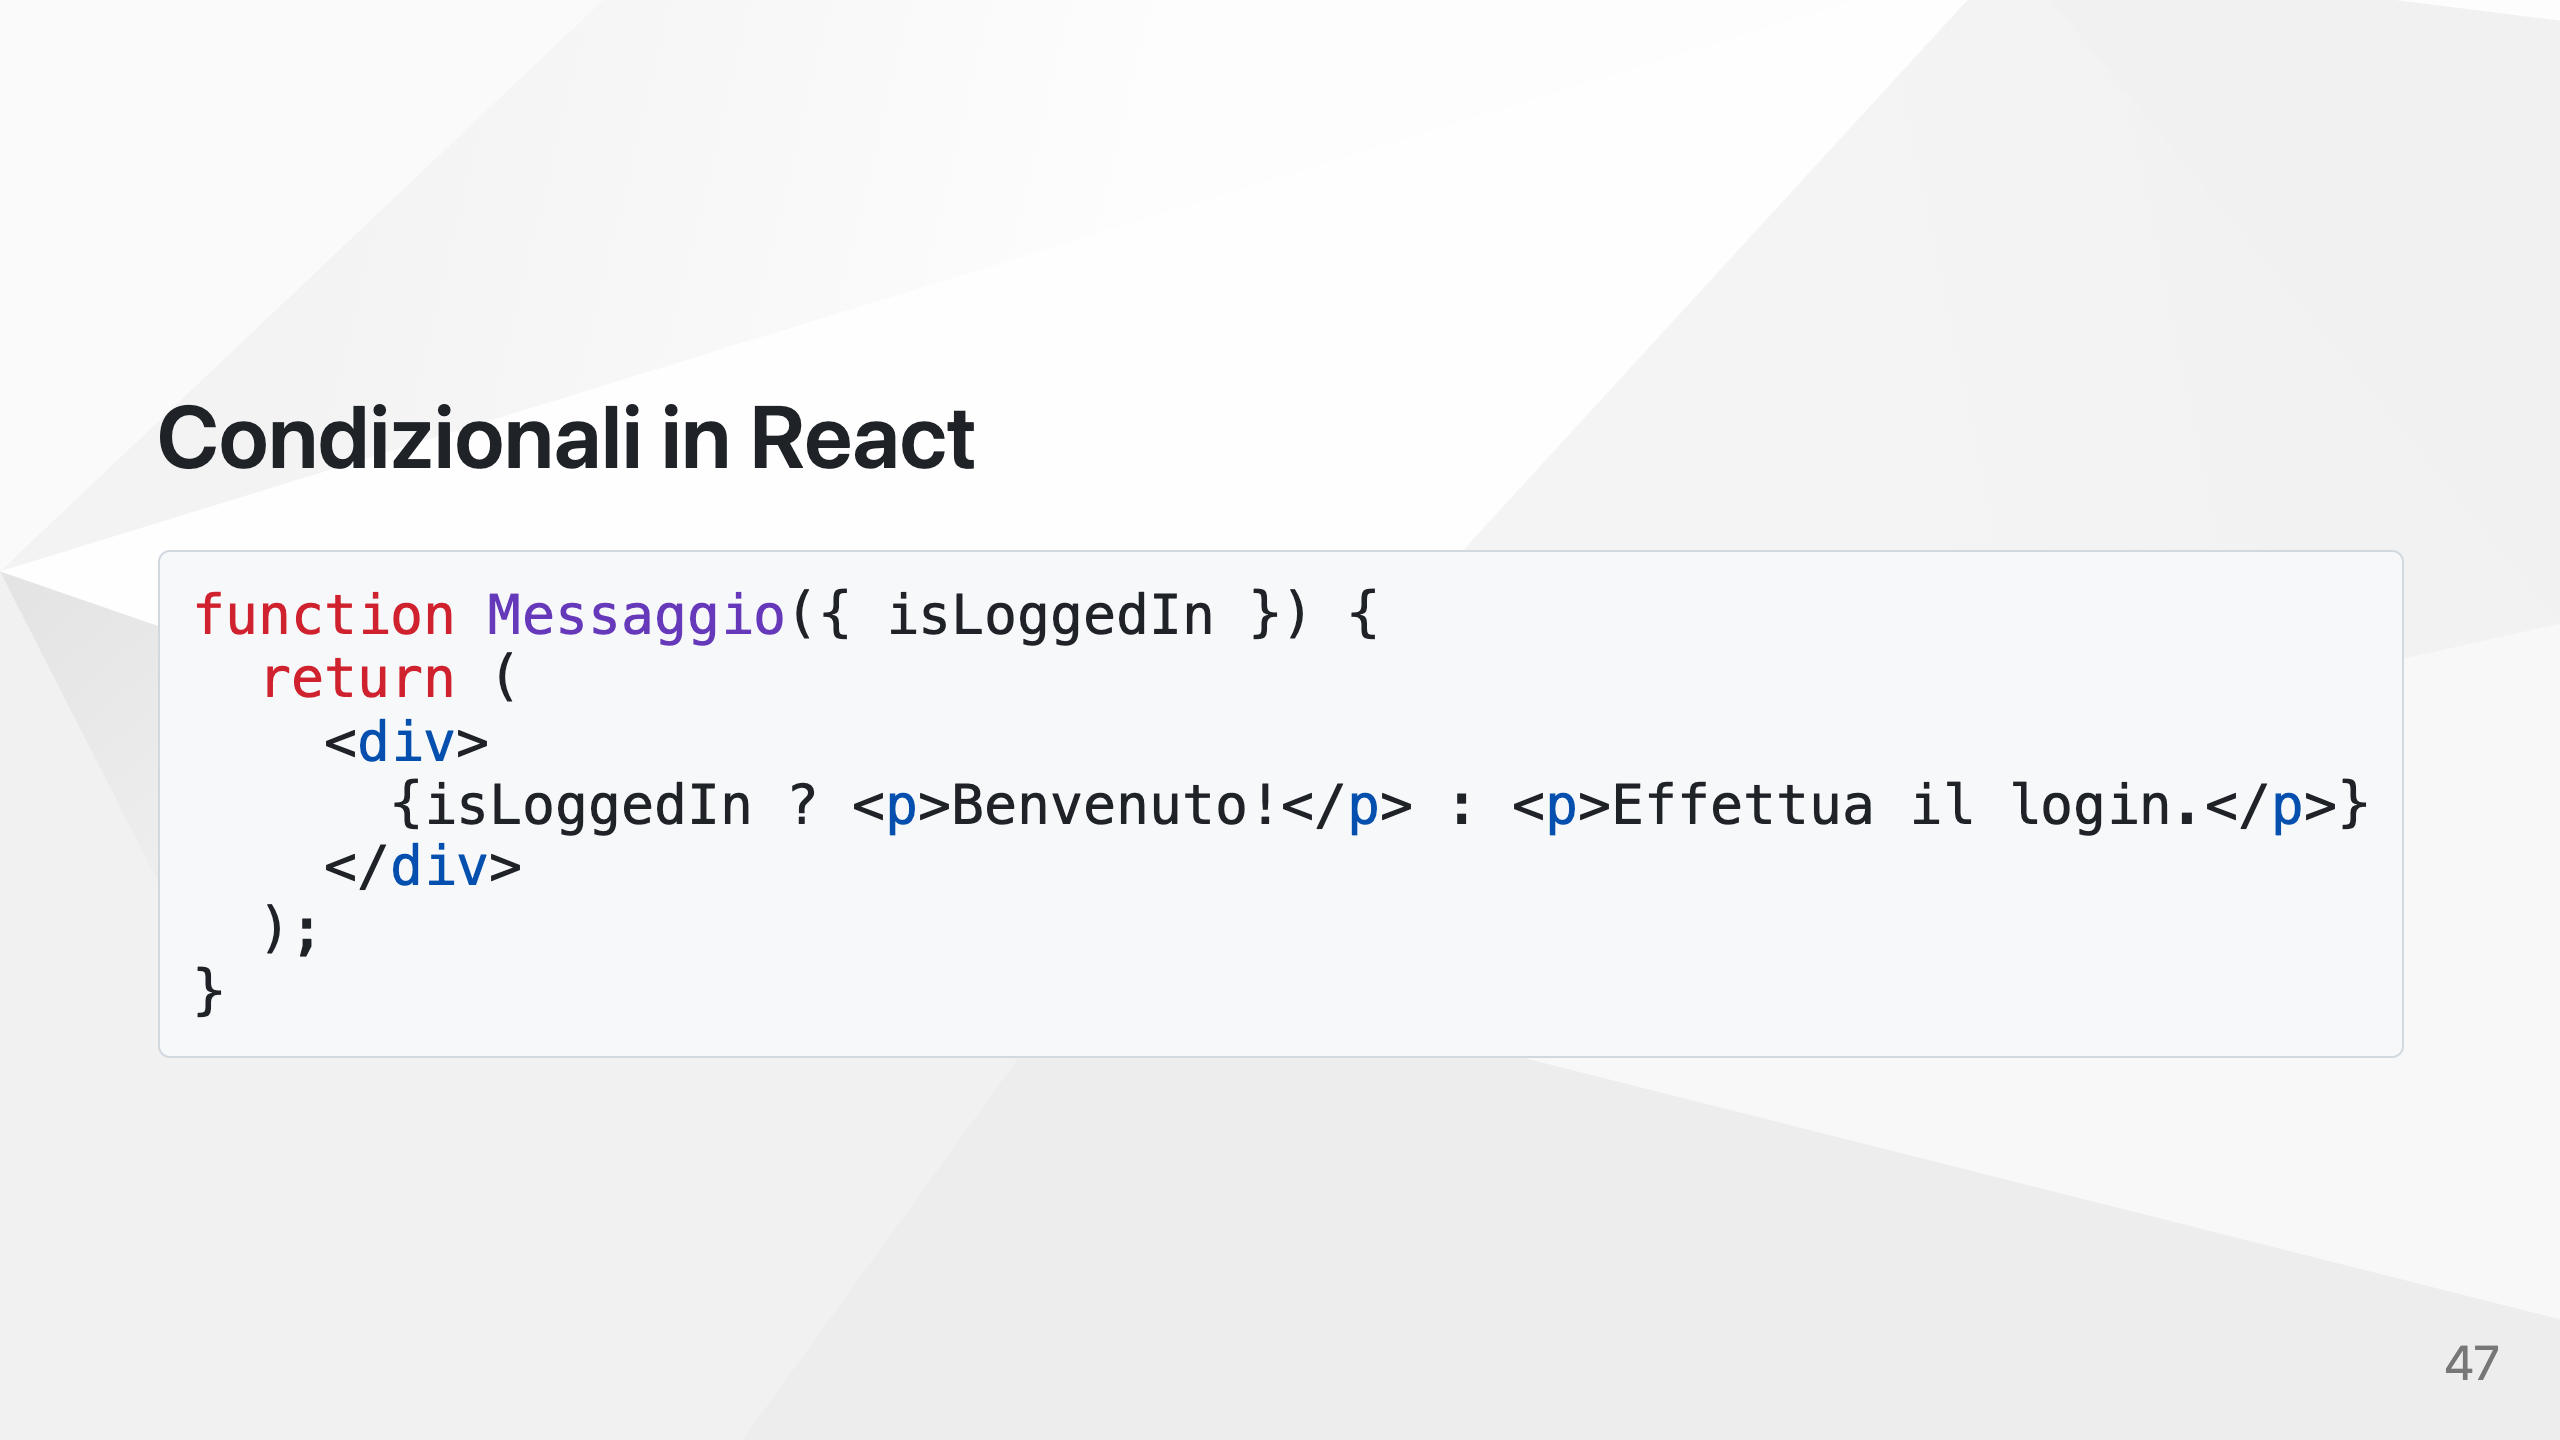 Condizionali in React
function Messaggio({ isLoggedIn }) {
  return (
    <div>
      {isLoggedIn ? <p>Benvenuto!</p> : <p>Effettua il login.</p>}
    </div>
  );
}
47